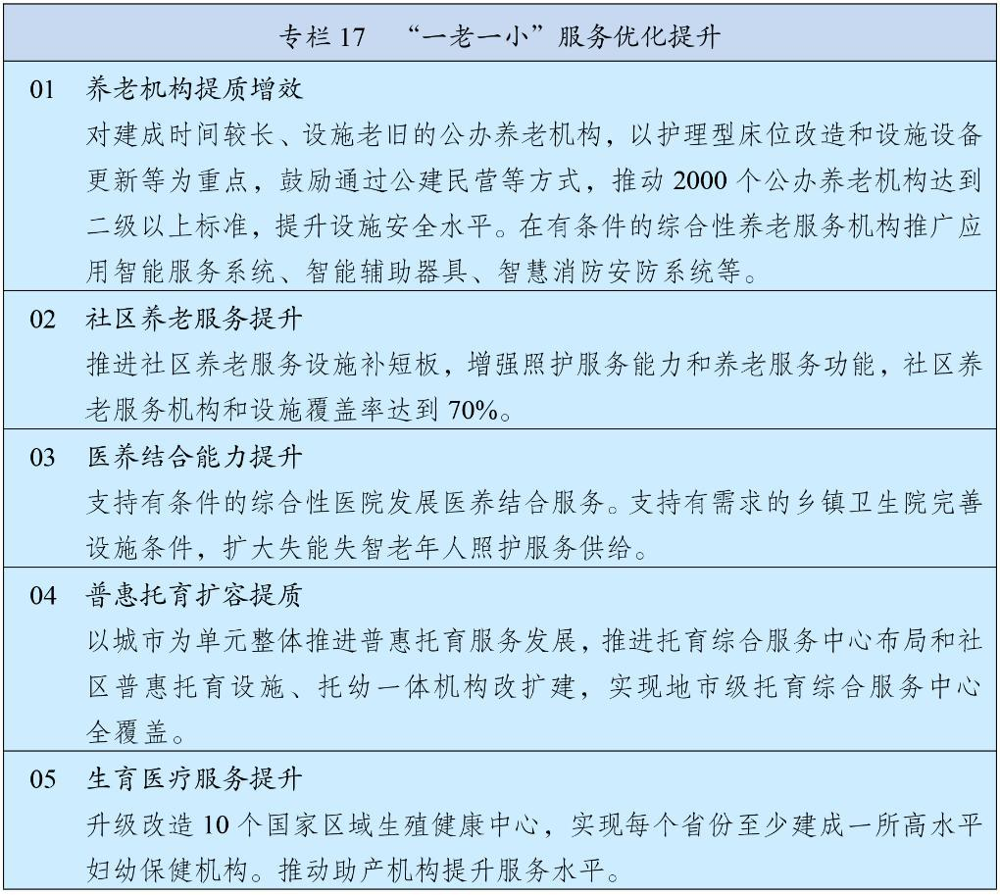 专栏 17 “一老一小”服务优化提升
01 养老机构提质增效
对建成时间较长、设施老旧的公办养老机构，以护理型床位改造和设施设备
更新等为重点，鼓励通过公建民营等方式，推动 2000 个公办养老机构达到
二级以上标准，提升设施安全水平。在有条件的综合性养老服务机构推广应
用智能服务系统、智能辅助器具、智慧消防安防系统等。
02 社区养老服务提升
推进社区养老服务设施补短板，增强照护服务能力和养老服务功能，社区养
老服务机构和设施覆盖率达到 70%。
03 医养结合能力提升
支持有条件的综合性医院发展医养结合服务。支持有需求的乡镇卫生院完善
设施条件，扩大失能失智老年人照护服务供给。
04 普惠托育扩容提质
以城市为单元整体推进普惠托育服务发展，推进托育综合服务中心布局和社
区普惠托育设施、托幼一体机构改扩建，实现地市级托育综合服务中心
全覆盖。
05 生育医疗服务提升
升级改造 10 个国家区域生殖健康中心，实现每个省份至少建成一所高水平
妇幼保健机构。推动助产机构提升服务水平。